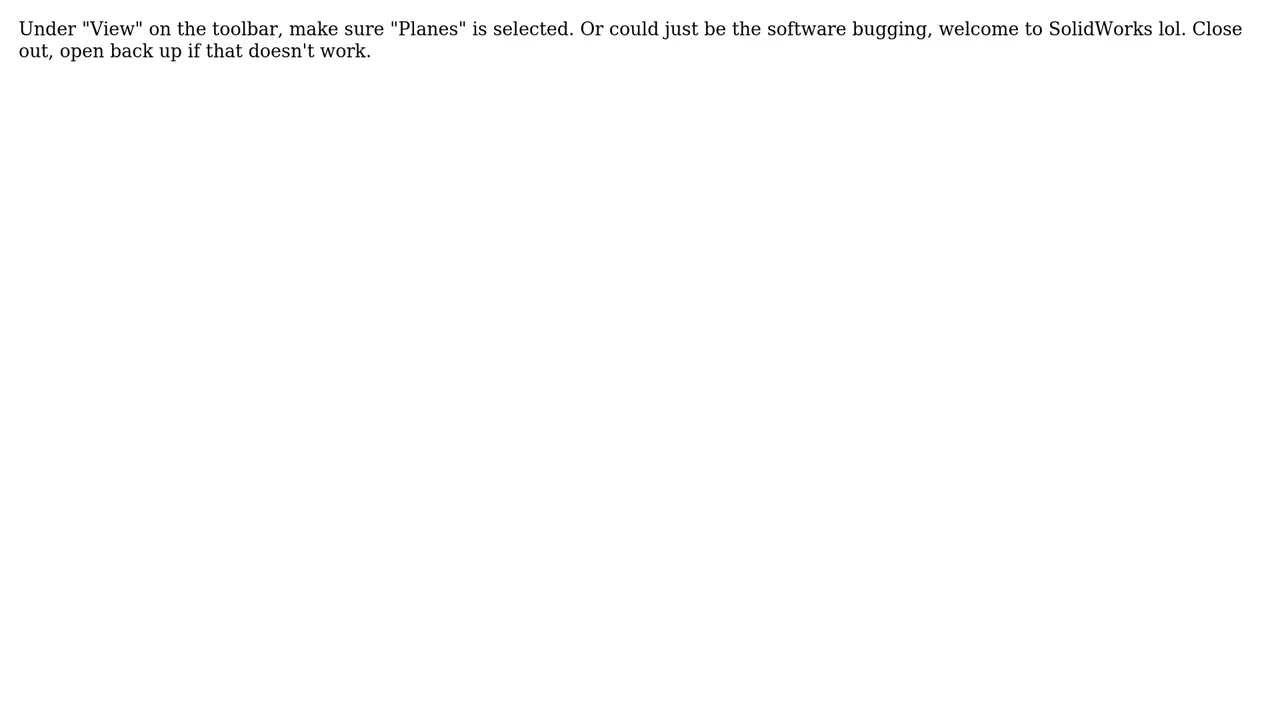 Under "View" on the toolbar, make sure "Planes" is selected. Or could just be the software bugging, welcome to SolidWorks lol. Close
out, open back up if that doesn't work.